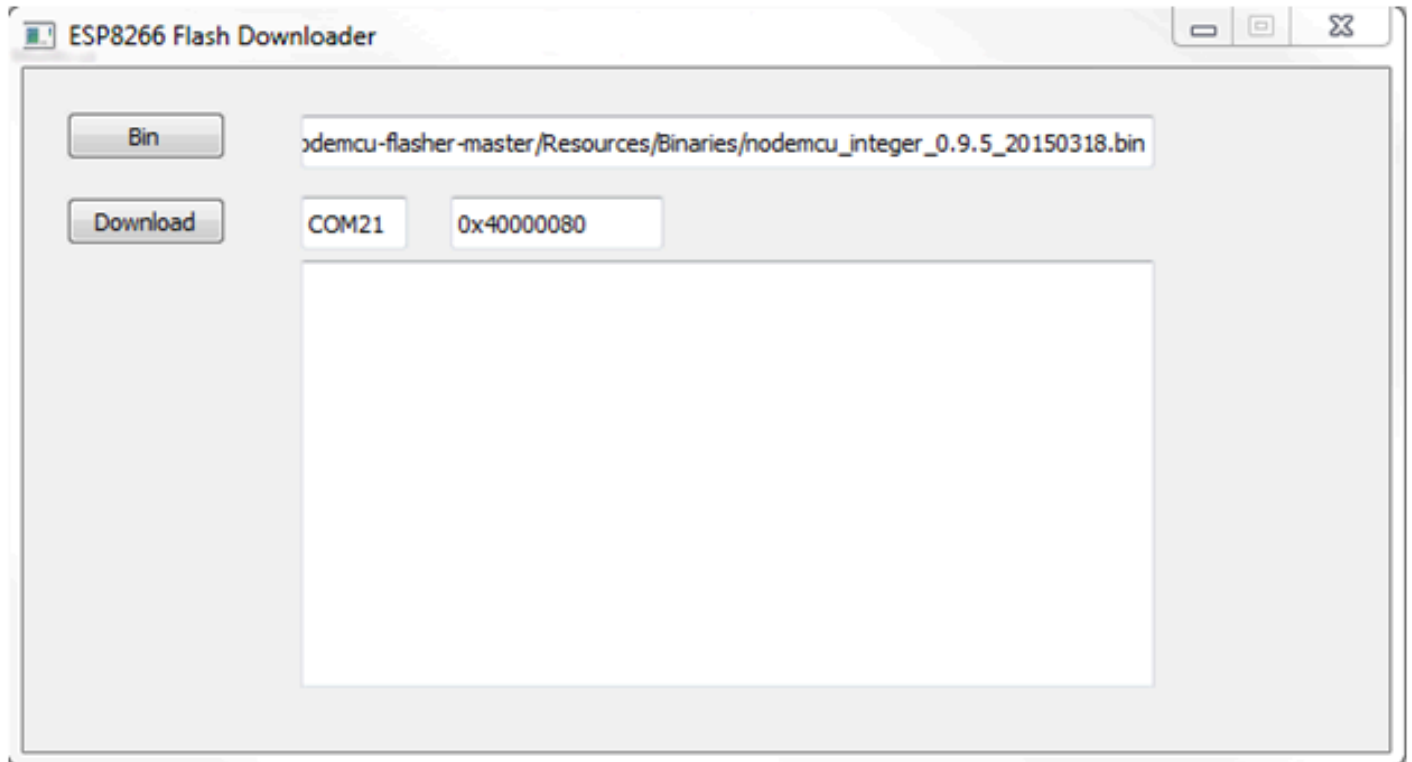 ESP8266 Flash Downloader
Bin
odemcu-flasher-master/Resources/Binaries/nodemcu_integer_0.9.5_20150318.bin
Download COM21 0x40000080